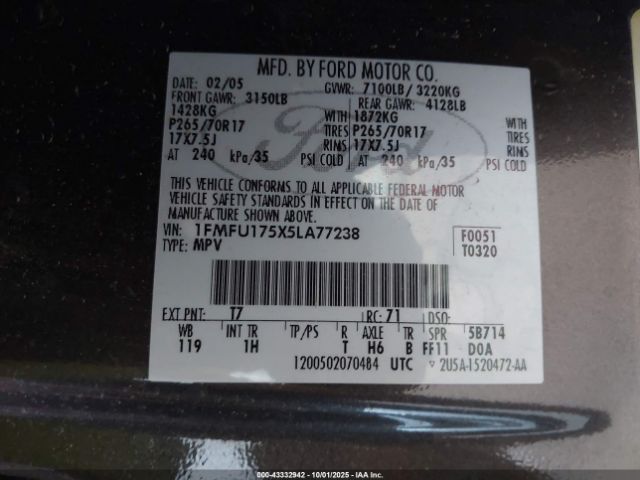 MFD. BY FORD MOTOR CO.
DATE: 02/05 GVWR: 7100LB/ 3220KG
FRONT GAWR: 3150LB REAR GAWR: 4128LB
1428KG WITH 1872KG WITH
P265/70R17 TIRES P265/70R17 TIRES
17X7.5J RIMS 17X7.5J RIMS
AT 240 kPa/35 PSI COLD AT 240 kPa/35 PSI COLD
THIS VEHICLE CONFORMS TO ALL APPLICABLE FEDERAL MOTOR
VEHICLE SAFETY STANDARDS IN EFFECT ON THE DATE OF
MANUFACTURE SHOWN ABOVE.
VIN: 1FMFU175X5LA77238 F0051
TYPE: MPV T0320
EXT PNT: T7 RC: 71 DSO:
WB INT TR TP/PS R AXLE TR SPR 5B714
119 1H T H6 B FF11 DOA
1200502070484 UTC 2U5A-1520472-AA
Ford
000-43332942 - 10/01/2025 - IAA Inc.